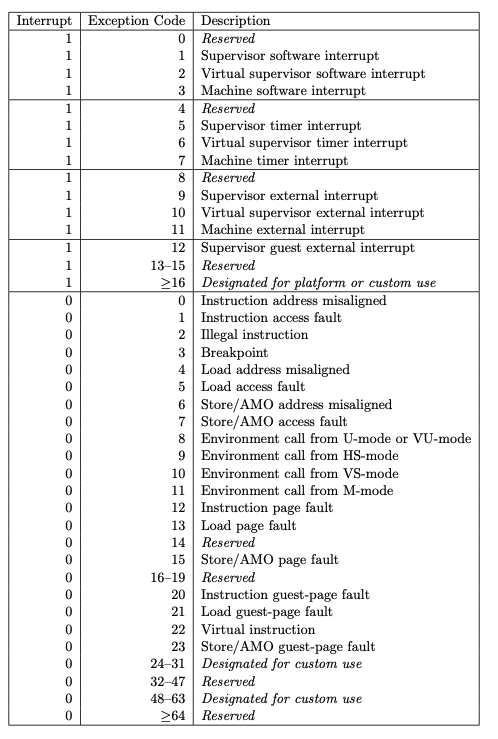 Interrupt Exception Code Description
1 0 Reserved
1 1 Supervisor software interrupt
1 2 Virtual supervisor software interrupt
1 3 Machine software interrupt
1 4 Reserved
1 5 Supervisor timer interrupt
1 6 Virtual supervisor timer interrupt
1 7 Machine timer interrupt
1 8 Reserved
1 9 Supervisor external interrupt
1 10 Virtual supervisor external interrupt
1 11 Machine external interrupt
1 12 Supervisor guest external interrupt
1 13–15 Reserved
1 ≥16 Designated for platform or custom use
0 0 Instruction address misaligned
0 1 Instruction access fault
0 2 Illegal instruction
0 3 Breakpoint
0 4 Load address misaligned
0 5 Load access fault
0 6 Store/AMO address misaligned
0 7 Store/AMO access fault
0 8 Environment call from U-mode or VU-mode
0 9 Environment call from HS-mode
0 10 Environment call from VS-mode
0 11 Environment call from M-mode
0 12 Instruction page fault
0 13 Load page fault
0 14 Reserved
0 15 Store/AMO page fault
0 16–19 Reserved
0 20 Instruction guest-page fault
0 21 Load guest-page fault
0 22 Virtual instruction
0 23 Store/AMO guest-page fault
0 24–31 Designated for custom use
0 32–47 Reserved
0 48–63 Designated for custom use
0 ≥64 Reserved